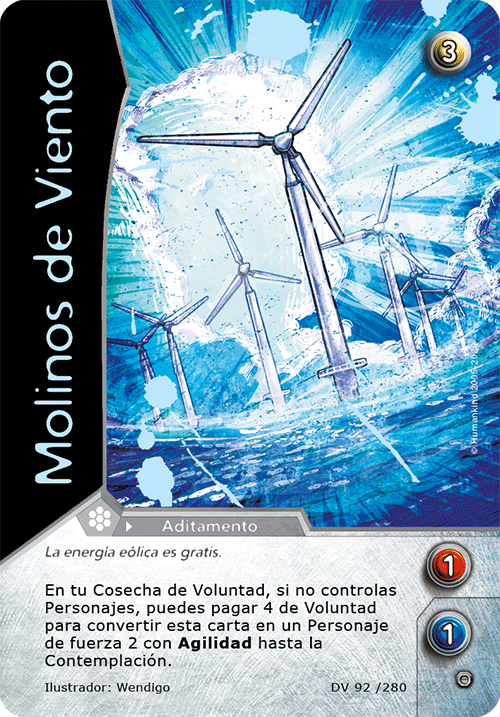 3
Molinos de Viento
© Humankind
Aditamento
La energía eólica es gratis.
1
En tu Cosecha de Voluntad, si no controlas
Personajes, puedes pagar 4 de Voluntad
para convertir esta carta en un Personaje
de fuerza 2 con Agilidad hasta la
Contemplación.
1
Ilustrador: Wendigo
DV 92 /280